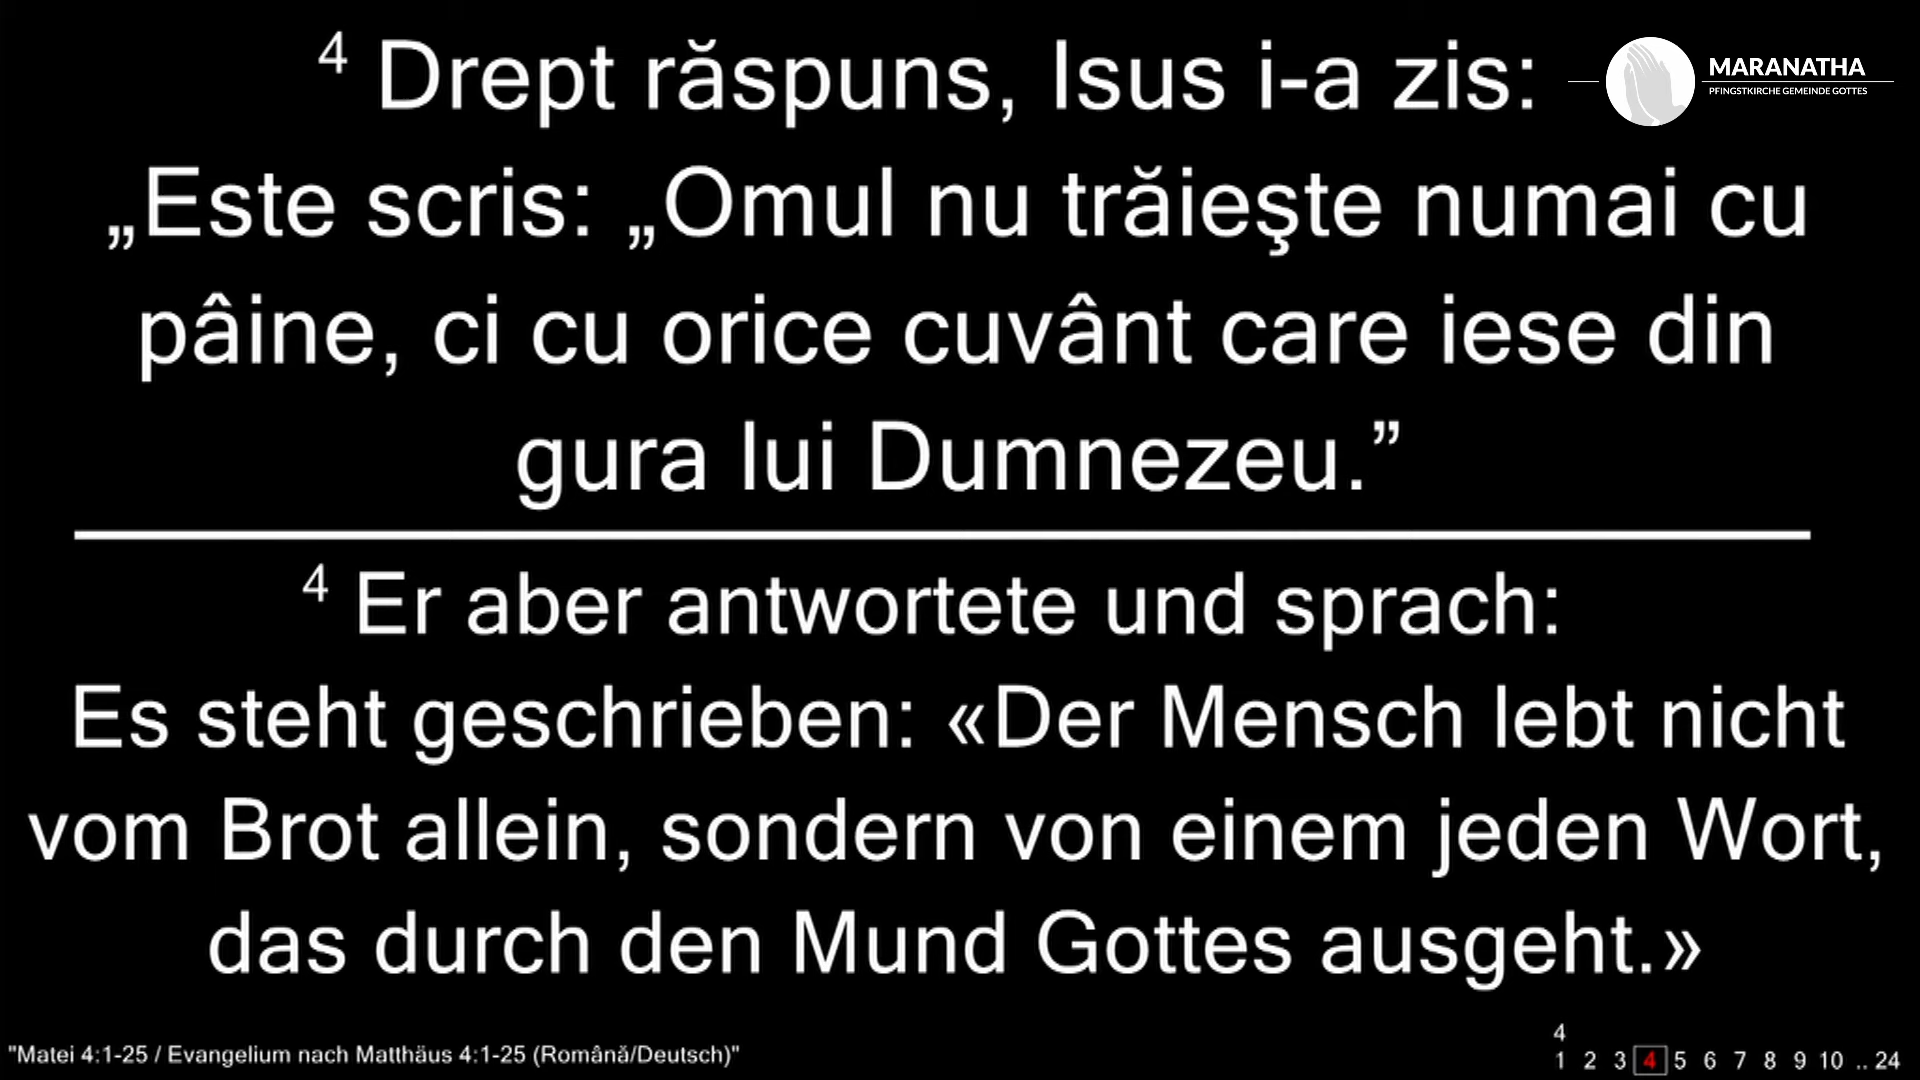 4 Drept răspuns, Isus i-a zis:
MARANATHA
PFINGSTKIRCHE GEMEINDE GOTTES
„Este scris: „Omul nu trăieşte numai cu
pâine, ci cu orice cuvânt care iese din
gura lui Dumnezeu.”
4 Er aber antwortete und sprach:
Es steht geschrieben: «Der Mensch lebt nicht
vom Brot allein, sondern von einem jeden Wort,
das durch den Mund Gottes ausgeht.»
"Matei 4:1-25 / Evangelium nach Matthäus 4:1-25 (Română/Deutsch)"
4
1 2 3 4 5 6 7 8 9 10 .. 24